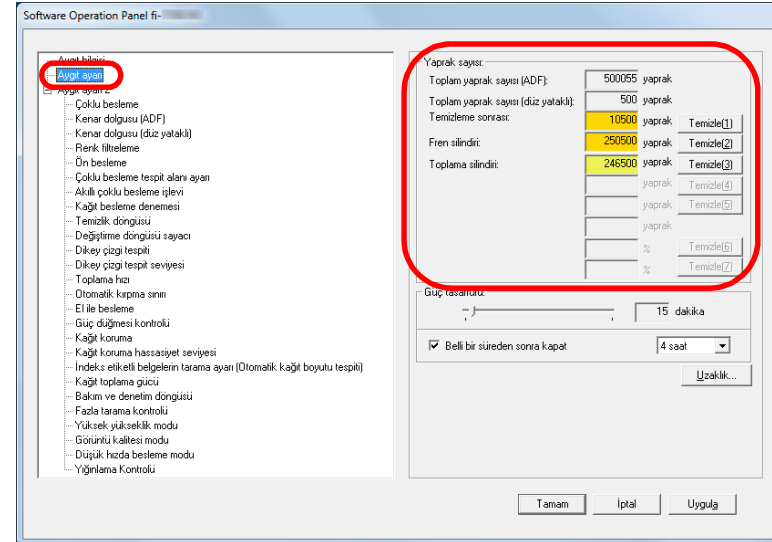 Software Operation Panel fi-
Aygıt bilgisi
Aygıt ayarı
Aygıt ayarı 2
Çoklu besleme
Kenar dolgusu (ADF)
Kenar dolgusu (düz yataklı)
Renk filtreleme
Ön besleme
Çoklu besleme tespit alanı ayarı
Akıllı çoklu besleme işlevi
Kağıt besleme denemesi
Temizlik döngüsü
Değiştirme döngüsü sayacı
Dikey çizgi tespiti
Dikey çizgi tespit seviyesi
Toplama hızı
Otomatik kırpma sınırı
El ile besleme
Güç düğmesi kontrolü
Kağıt koruma
Kağıt koruma hassasiyet seviyesi
İndeks etiketli belgelerin tarama ayarı (Otomatik kağıt boyutu tespiti)
Kağıt toplama gücü
Bakım ve denetim döngüsü
Fazla tarama kontrolü
Yüksek yükseklik modu
Görüntü kalitesi modu
Düşük hızda besleme modu
Yığınlama Kontrolü
Yaprak sayısı:
Toplam yaprak sayısı (ADF): 500055 yaprak
Toplam yaprak sayısı (düz yataklı): 500 yaprak
Temizleme sonrası: 10500 yaprak Temizle(1)
Fren silindiri: 250500 yaprak Temizle(2)
Toplama silindiri: 246500 yaprak Temizle(3)
yaprak Temizle(4)
yaprak Temizle(5)
yaprak
% Temizle(6)
% Temizle(7)
Güç tasarrufu:
15 dakika
Belli bir süreden sonra kapat 4 saat
Uzaklık...
Tamam İptal Uygula